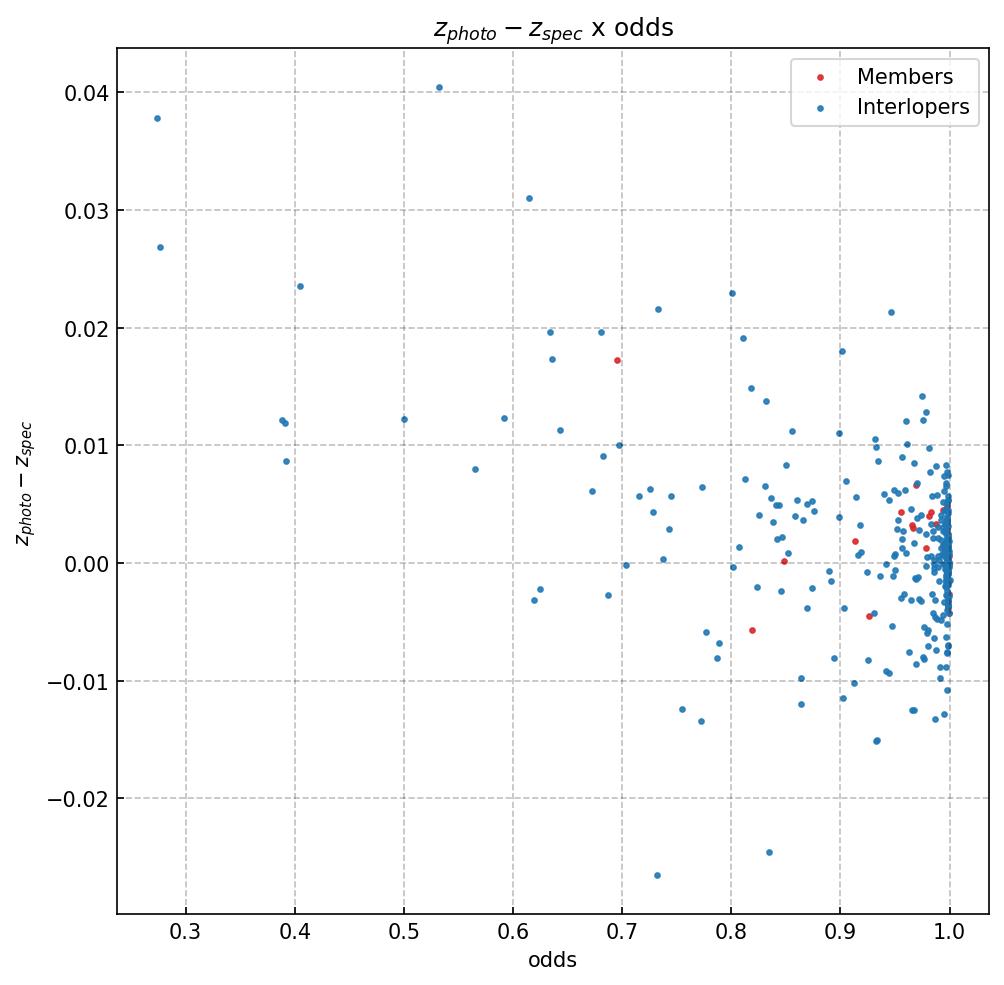 z_photo − z_spec x odds
Members
Interlopers
z_photo − z_spec
0.04
0.03
0.02
0.01
0.00
−0.01
−0.02
0.3 0.4 0.5 0.6 0.7 0.8 0.9 1.0
odds